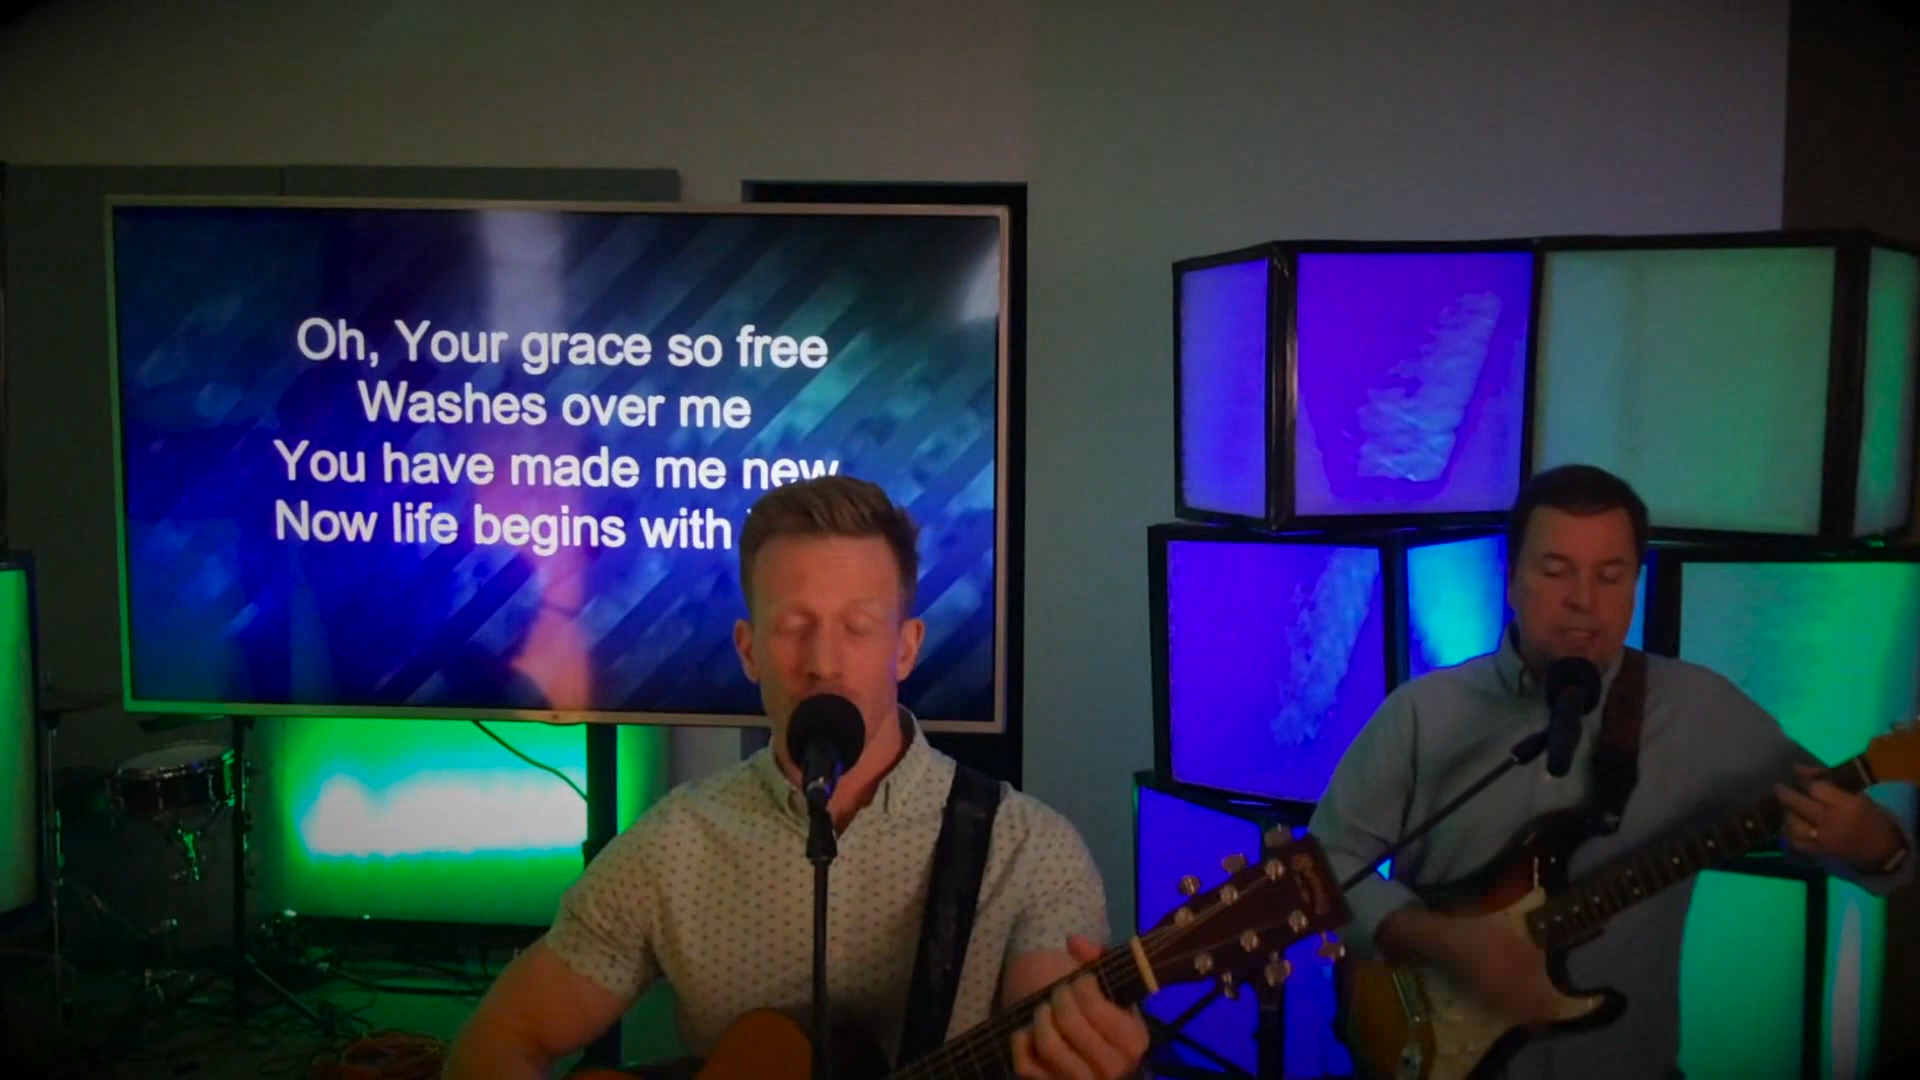 Oh, Your grace so free
Washes over me
You have made me new
Now life begins with